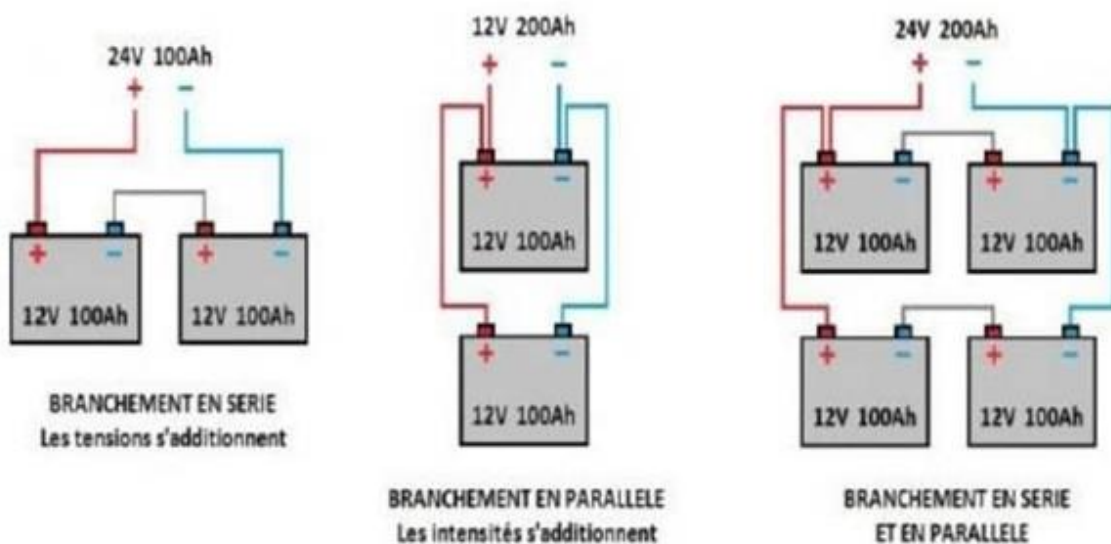 24V 100Ah
+ −
+ − + −
12V 100Ah 12V 100Ah
BRANCHEMENT EN SERIE
Les tensions s'additionnent
12V 200Ah
+ −
+ −
12V 100Ah
+ −
12V 100Ah
BRANCHEMENT EN PARALLELE
Les intensités s'additionnent
24V 200Ah
+ −
+ − + −
12V 100Ah 12V 100Ah
+ − + −
12V 100Ah 12V 100Ah
BRANCHEMENT EN SERIE
ET EN PARALLELE